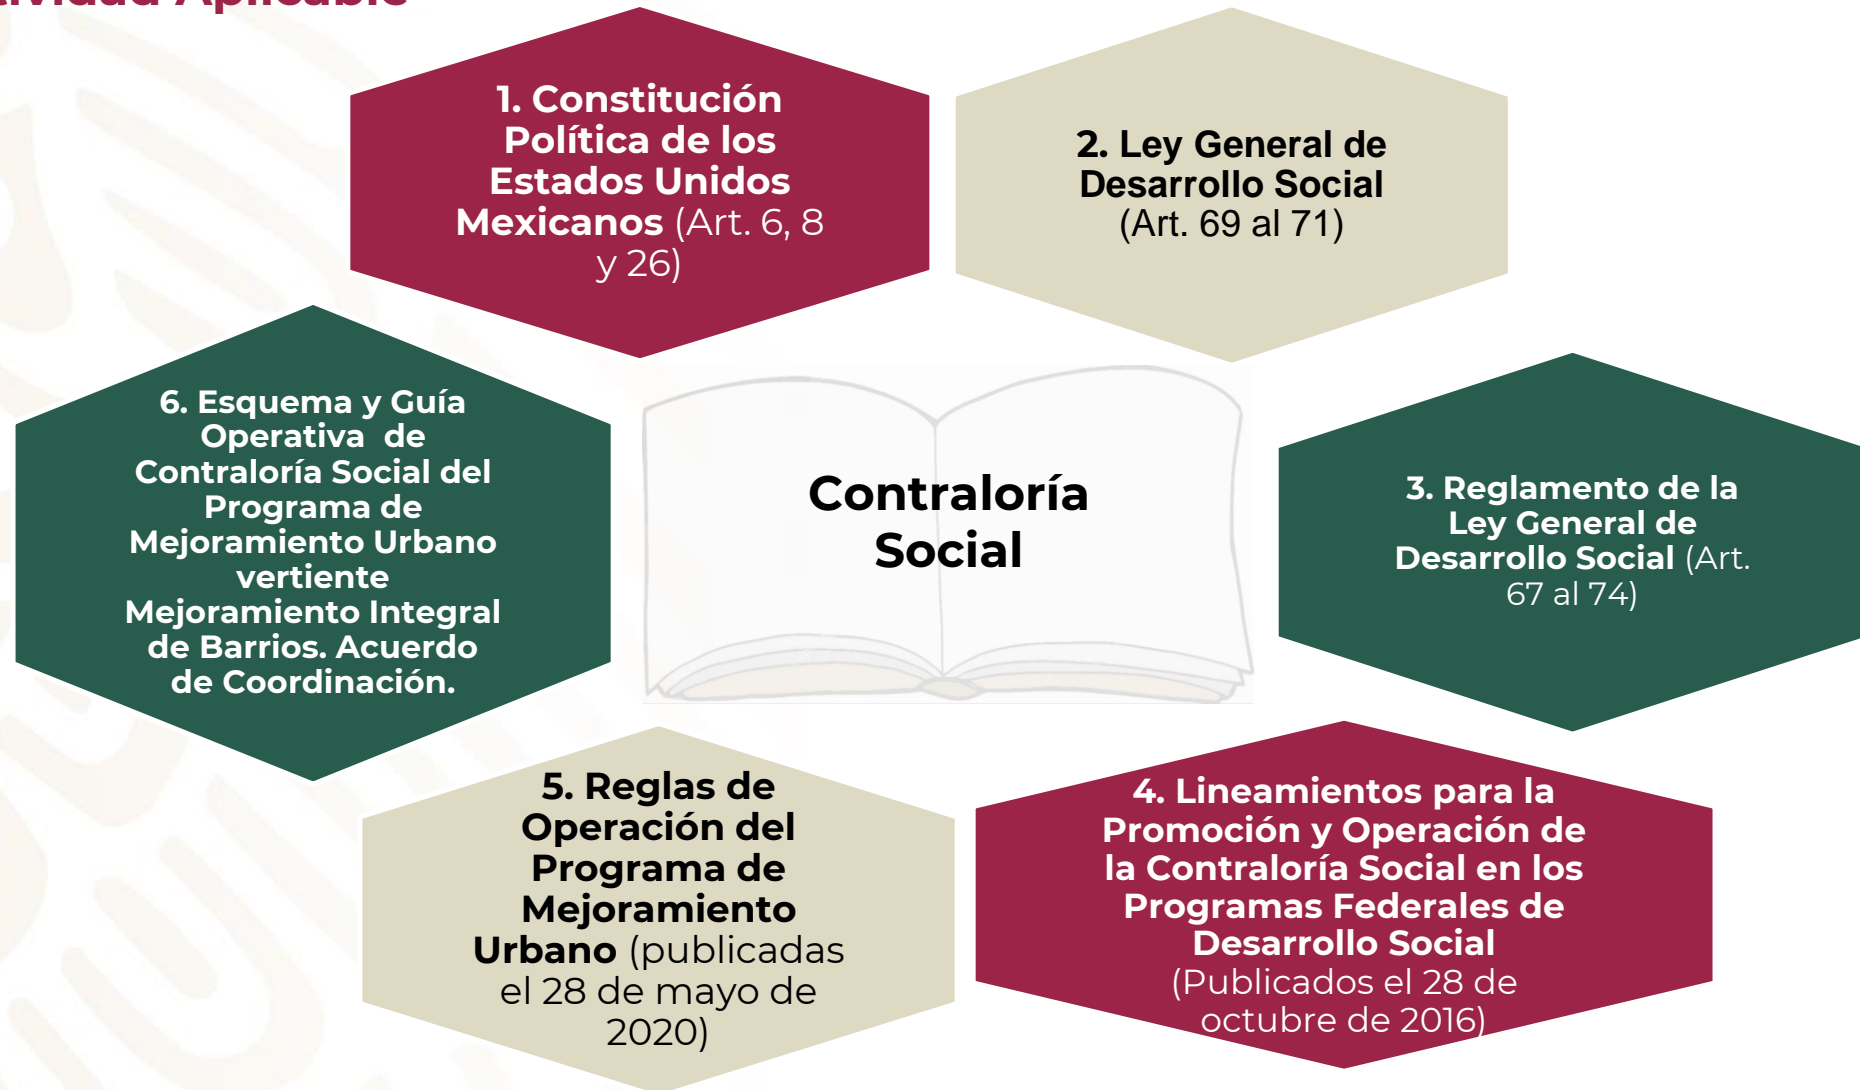 Aplicable
1. Constitución
Política de los
Estados Unidos
Mexicanos (Art. 6, 8
y 26)
2. Ley General de
Desarrollo Social
(Art. 69 al 71)
3. Reglamento de la
Ley General de
Desarrollo Social (Art.
67 al 74)
4. Lineamientos para la
Promoción y Operación de
la Contraloría Social en los
Programas Federales de
Desarrollo Social
(Publicados el 28 de
octubre de 2016)
5. Reglas de
Operación del
Programa de
Mejoramiento
Urbano (publicadas
el 28 de mayo de
2020)
6. Esquema y Guía
Operativa  de
Contraloría Social del
Programa de
Mejoramiento Urbano
vertiente
Mejoramiento Integral
de Barrios. Acuerdo
de Coordinación.
Contraloría
Social